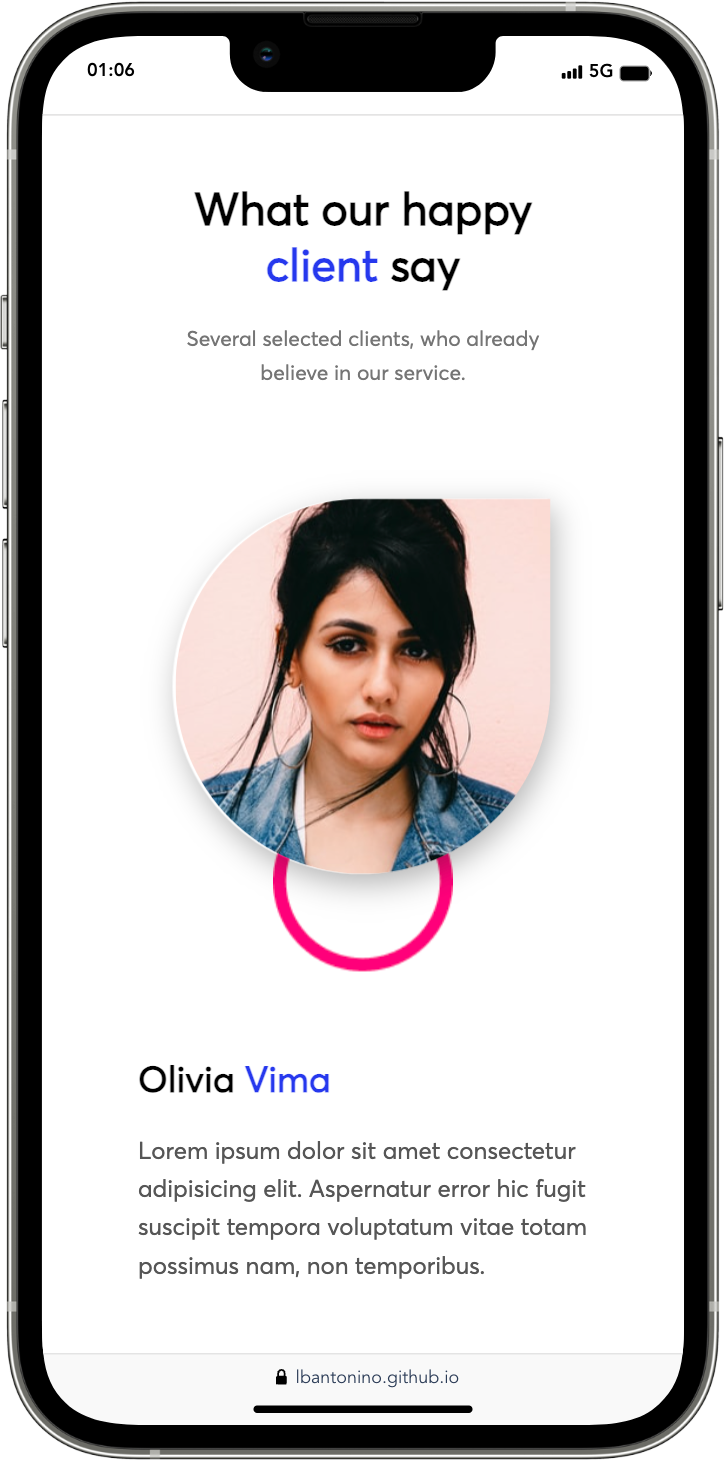 01:06
5G
What our happy
client say
Several selected clients, who already
believe in our service.
Olivia Vima
Lorem ipsum dolor sit amet consectetur
adipisicing elit. Aspernatur error hic fugit
suscipit tempora voluptatum vitae totam
possimus nam, non temporibus.
lbantonino.github.io